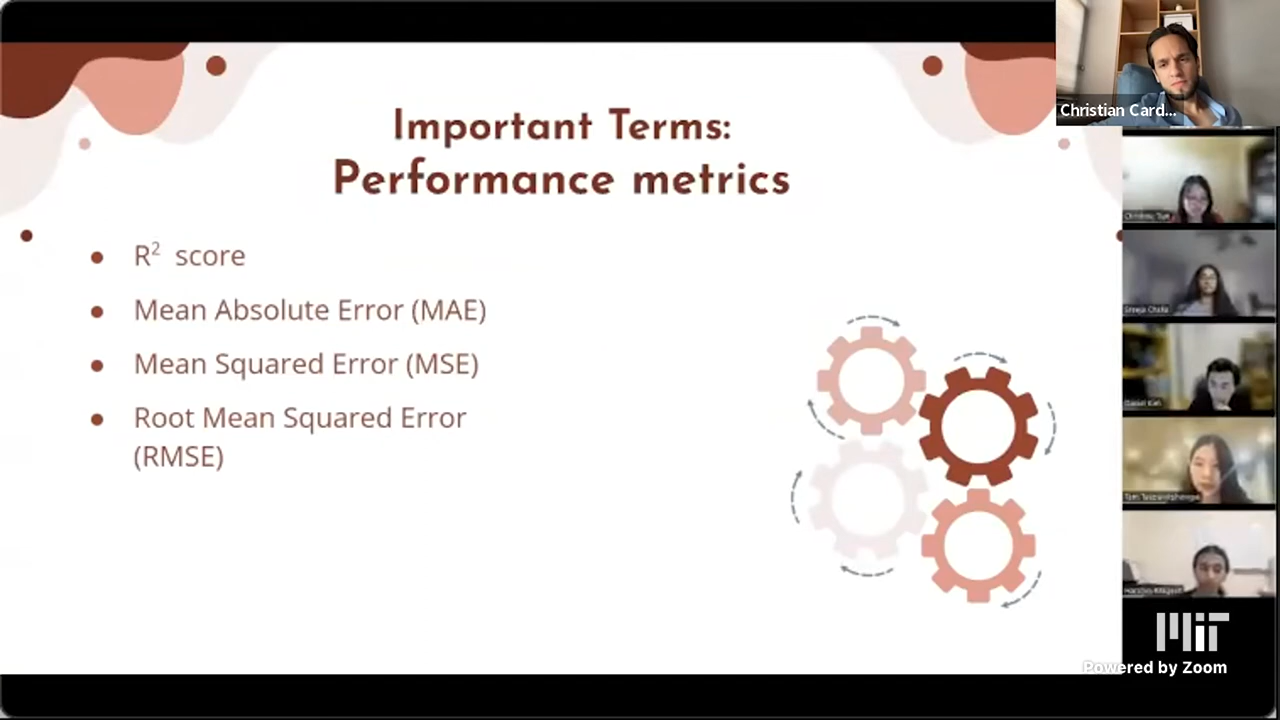 Important Terms:
Performance metrics
R² score
Mean Absolute Error (MAE)
Mean Squared Error (MSE)
Root Mean Squared Error
(RMSE)
Christian Card...
MIT
Powered by Zoom